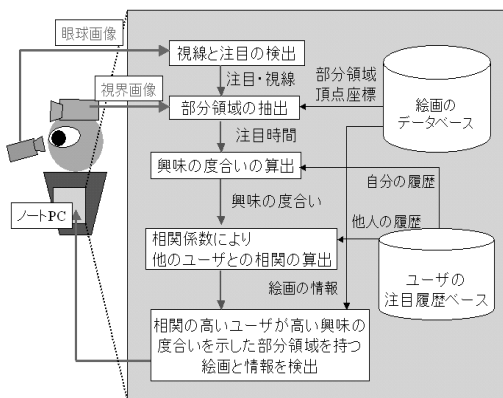 眼球画像
視線と注目の検出
注目・視線
視界画像
部分領域の抽出
部分領域
頂点座標
絵画の
データベース
注目時間
興味の度合いの算出
自分の履歴
興味の度合い
ノートPC
他人の履歴
相関係数により
他のユーザとの相関の算出
ユーザの
注目履歴ベース
絵画の情報
相関の高いユーザが高い興味の
度合いを示した部分領域を持つ
絵画と情報を検出